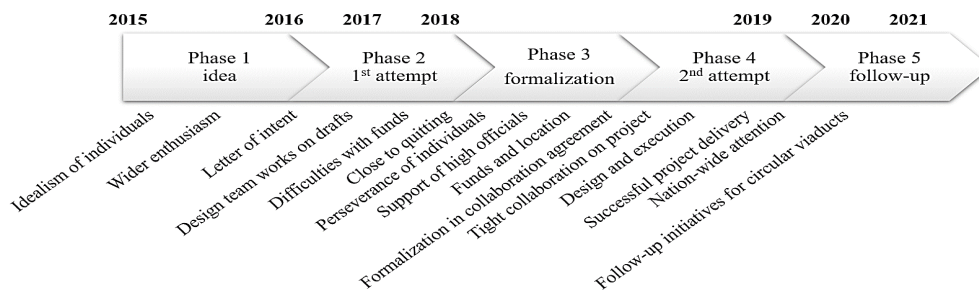 2015 2016 2017 2018 2019 2020 2021
Phase 1
idea
Phase 2
1st attempt
Phase 3
formalization
Phase 4
2nd attempt
Phase 5
follow-up
Idealism of individuals
Wider enthusiasm
Letter of intent
Design team works on drafts
Difficulties with funds
Close to quitting
Perseverance of individuals
Support of high officials
Funds and location
Formalization in collaboration agreement
Tight collaboration on project
Design and execution
Successful project delivery
Nation-wide attention
Follow-up initiatives for circular viaducts